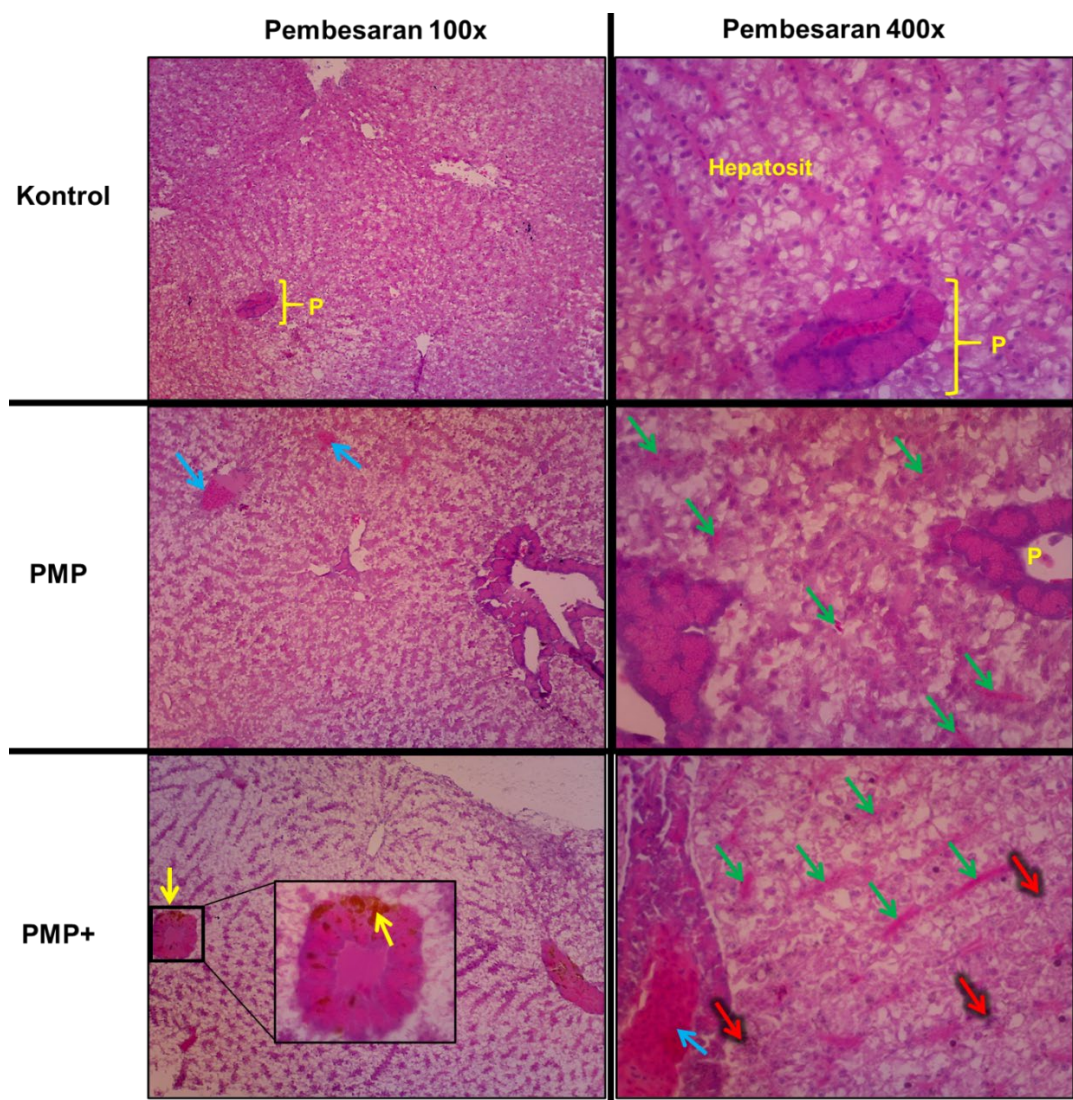 Pembesaran 100x
Pembesaran 400x
Kontrol
P
Hepatosit
P
PMP
P
PMP+